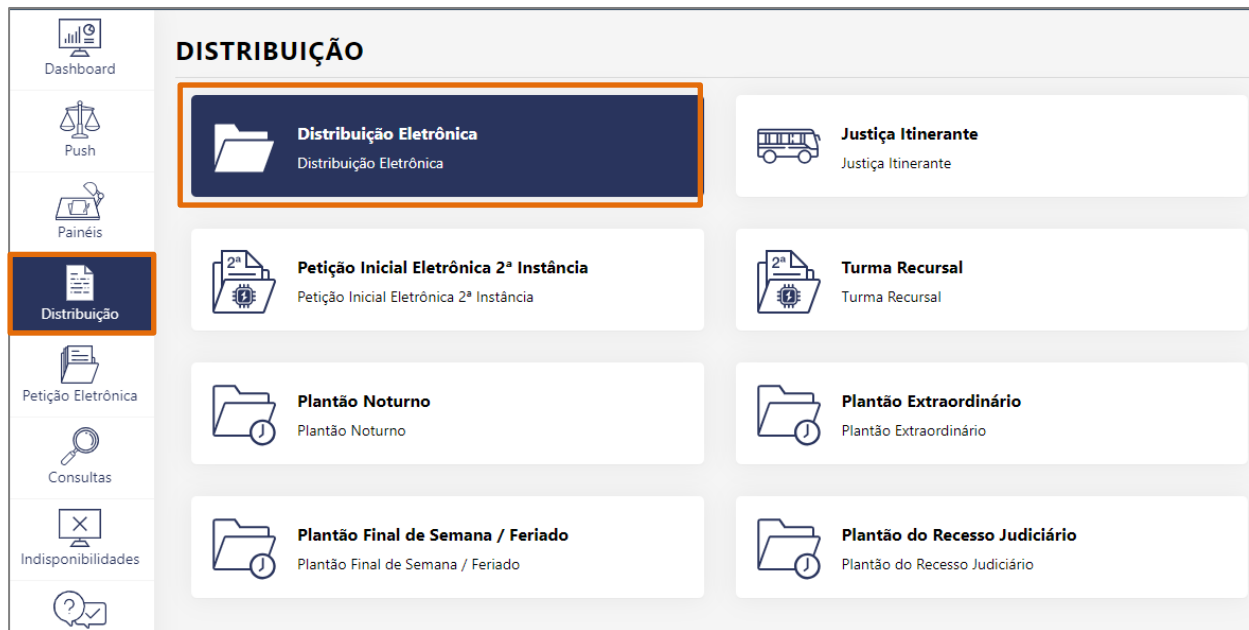 Dashboard
Push
Painéis
Distribuição
Petição Eletrônica
Consultas
Indisponibilidades
DISTRIBUIÇÃO
Distribuição Eletrônica
Distribuição Eletrônica
Justiça Itinerante
Justiça Itinerante
2ª
Petição Inicial Eletrônica 2ª Instância
Petição Inicial Eletrônica 2ª Instância
2ª
Turma Recursal
Turma Recursal
Plantão Noturno
Plantão Noturno
Plantão Extraordinário
Plantão Extraordinário
Plantão Final de Semana / Feriado
Plantão Final de Semana / Feriado
Plantão do Recesso Judiciário
Plantão do Recesso Judiciário